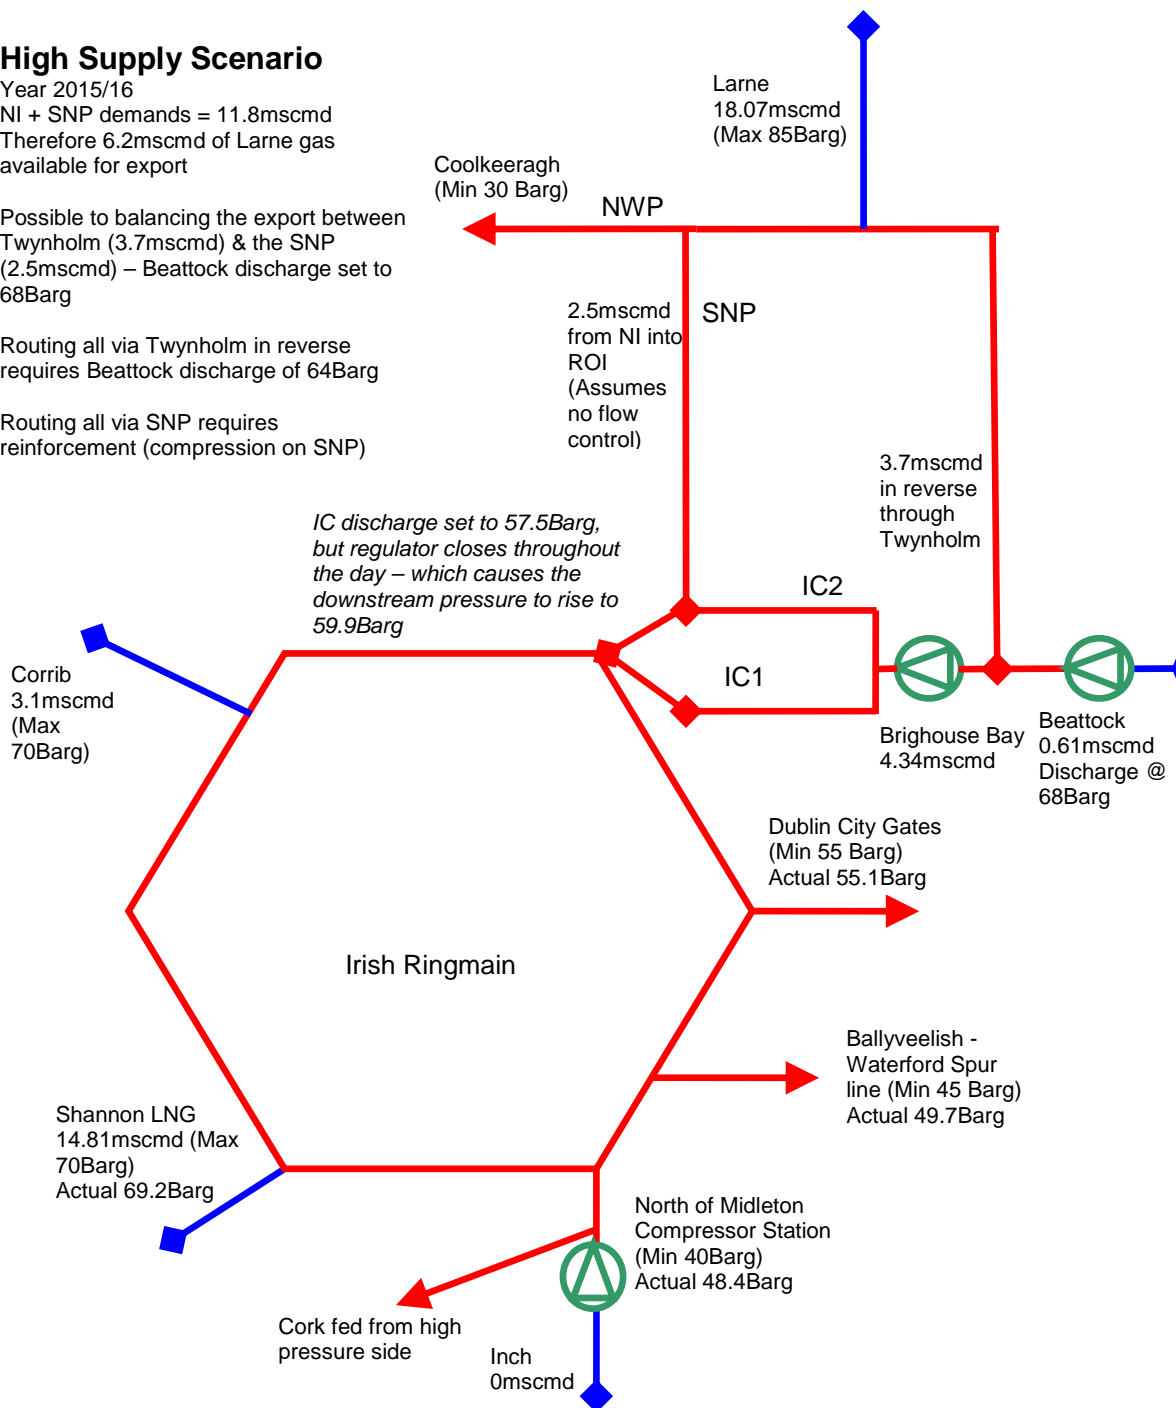 High Supply Scenario
Year 2015/16
NI + SNP demands = 11.8mscmd
Therefore 6.2mscmd of Larne gas
available for export
Possible to balancing the export between
Twynholm (3.7mscmd) & the SNP
(2.5mscmd) – Beattock discharge set to
68Barg
Routing all via Twynholm in reverse
requires Beattock discharge of 64Barg
Routing all via SNP requires
reinforcement (compression on SNP)
Larne
18.07mscmd
(Max 85Barg)
Coolkeeragh
(Min 30 Barg)
NWP
2.5mscmd
from NI into
ROI
(Assumes
no flow
control)
SNP
3.7mscmd
in reverse
through
Twynholm
IC discharge set to 57.5Barg,
but regulator closes throughout
the day – which causes the
downstream pressure to rise to
59.9Barg
IC2
IC1
Corrib
3.1mscmd
(Max
70Barg)
Brighouse Bay
4.34mscmd
Beattock
0.61mscmd
Discharge @
68Barg
Dublin City Gates
(Min 55 Barg)
Actual 55.1Barg
Irish Ringmain
Ballyveelish -
Waterford Spur
line (Min 45 Barg)
Actual 49.7Barg
Shannon LNG
14.81mscmd (Max
70Barg)
Actual 69.2Barg
North of Midleton
Compressor Station
(Min 40Barg)
Actual 48.4Barg
Cork fed from high
pressure side
Inch
0mscmd